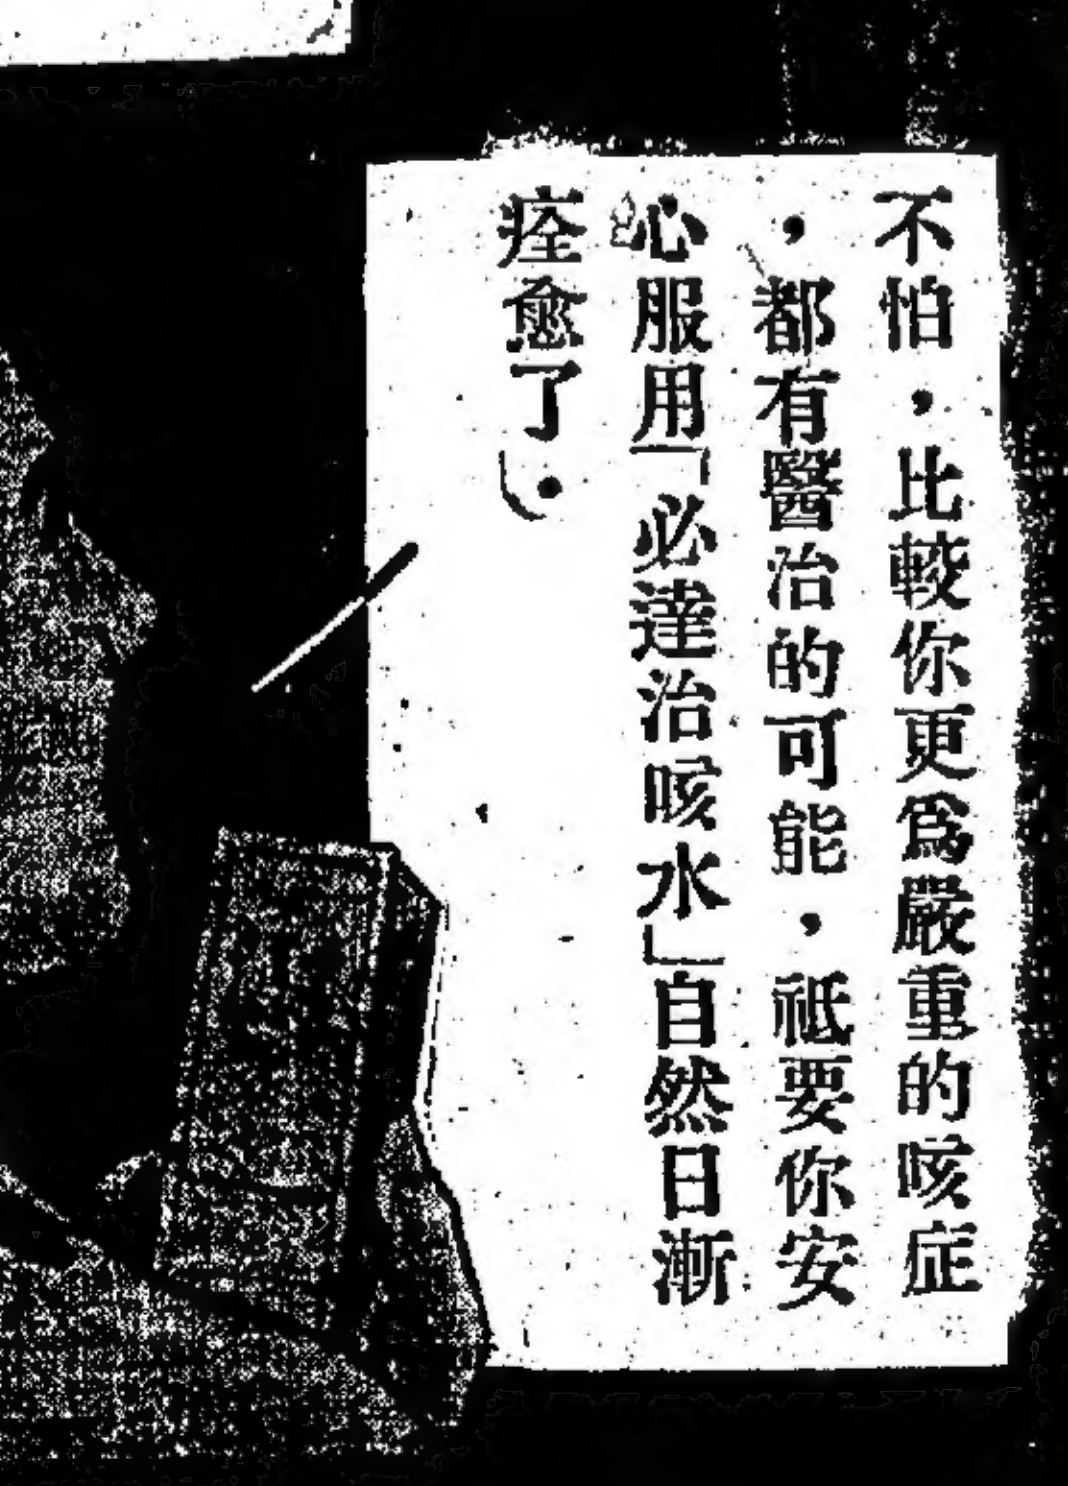 不怕，比較你更為嚴重的咳症
，都有醫治的可能，祗要你安
心服用「必達治咳水」自然日漸
痊愈了。